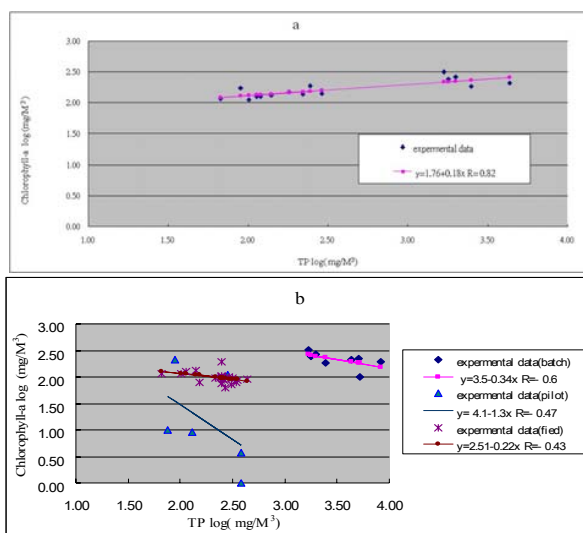 a
3.00
2.50
2.00
1.50
1.00
0.50
0.00
Chlorophyll-a log(mg/M³)
expermental data
y=1.76+0.18x R=0.82
1.00 1.50 2.00 2.50 3.00 3.50 4.00
TP log(mg/M³)
b
3.00
2.50
2.00
1.50
1.00
0.50
0.00
Chlorophyll-a log (mg/M³)
expermental data(batch)
y=3.5-0.34x R=- 0.6
expermental data(pilot)
y= 4.1-1.3x R=- 0.47
expermental data(fied)
y=2.51-0.22x R=- 0.43
1.00 1.50 2.00 2.50 3.00 3.50 4.00
TP log( mg/M³)